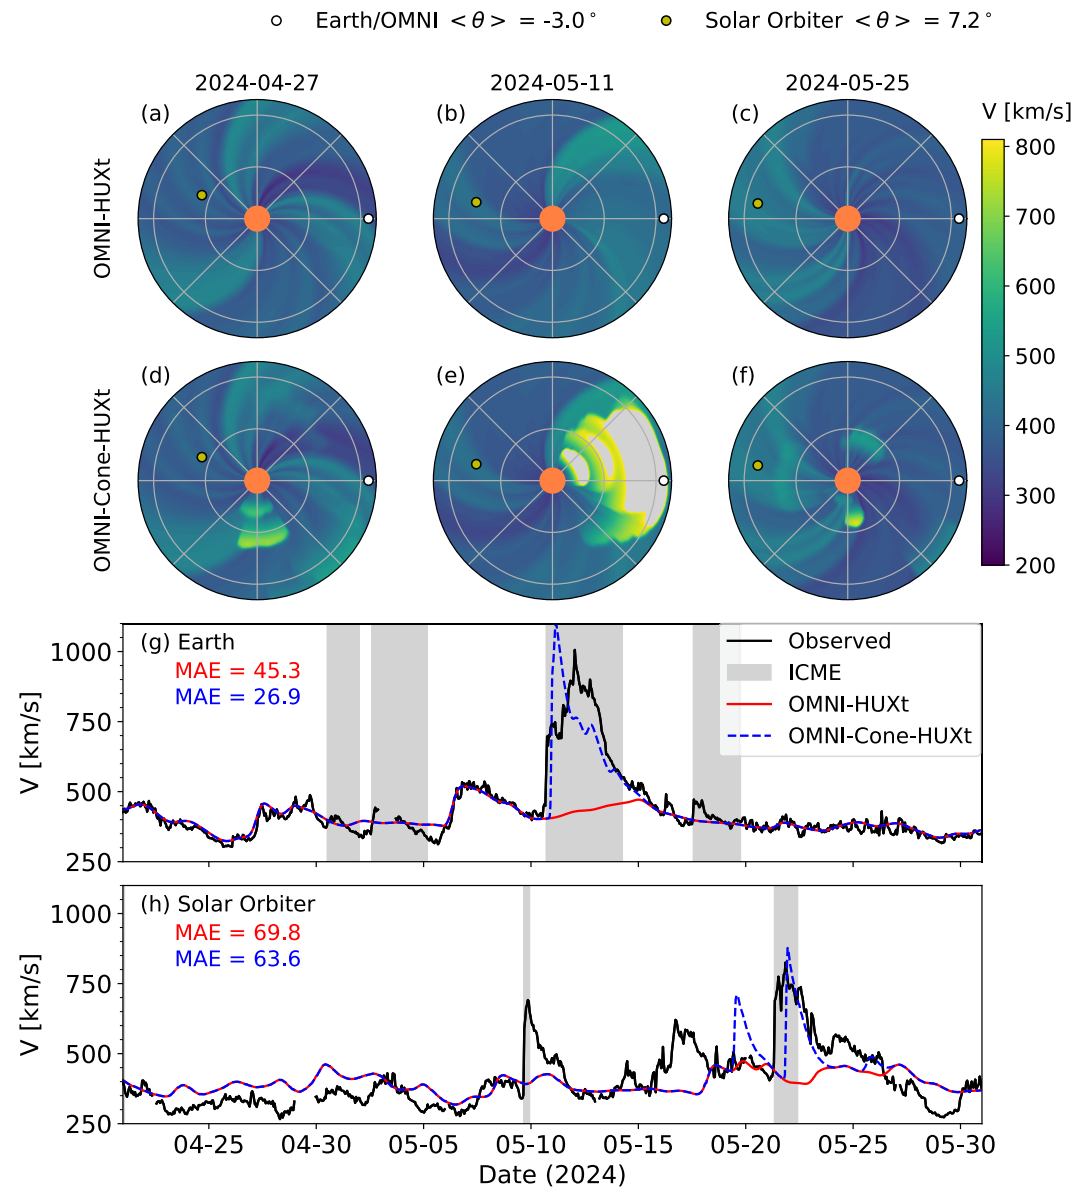 Earth/OMNI <θ> = -3.0°
Solar Orbiter <θ> = 7.2°
2024-04-27
2024-05-11
2024-05-25
V [km/s]
OMNI-HUXt
(a)
(b)
(c)
OMNI-Cone-HUXt
(d)
(e)
(f)
800
700
600
500
400
300
200
(g) Earth
MAE = 45.3
MAE = 26.9
Observed
ICME
OMNI-HUXt
OMNI-Cone-HUXt
V [km/s]
1000
750
500
250
(h) Solar Orbiter
MAE = 69.8
MAE = 63.6
V [km/s]
1000
750
500
250
04-25
04-30
05-05
05-10
05-15
05-20
05-25
05-30
Date (2024)